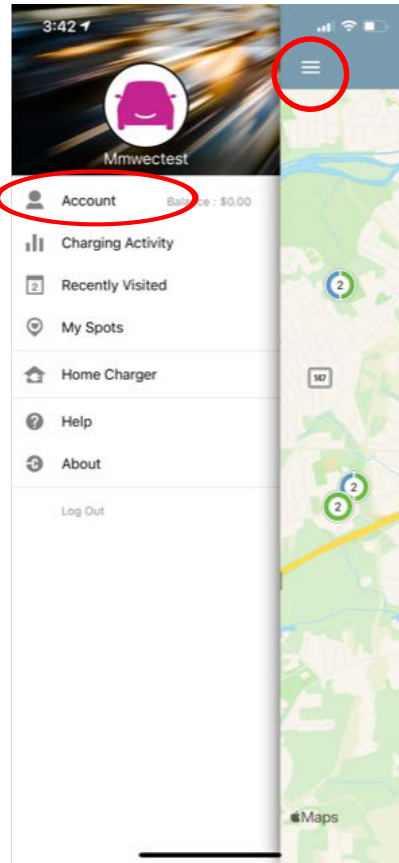 3:42
Mmwectest
Account Balance : $0.00
Charging Activity
2 Recently Visited
My Spots
Home Charger
? Help
About
Log Out
2
147
2
2
Maps